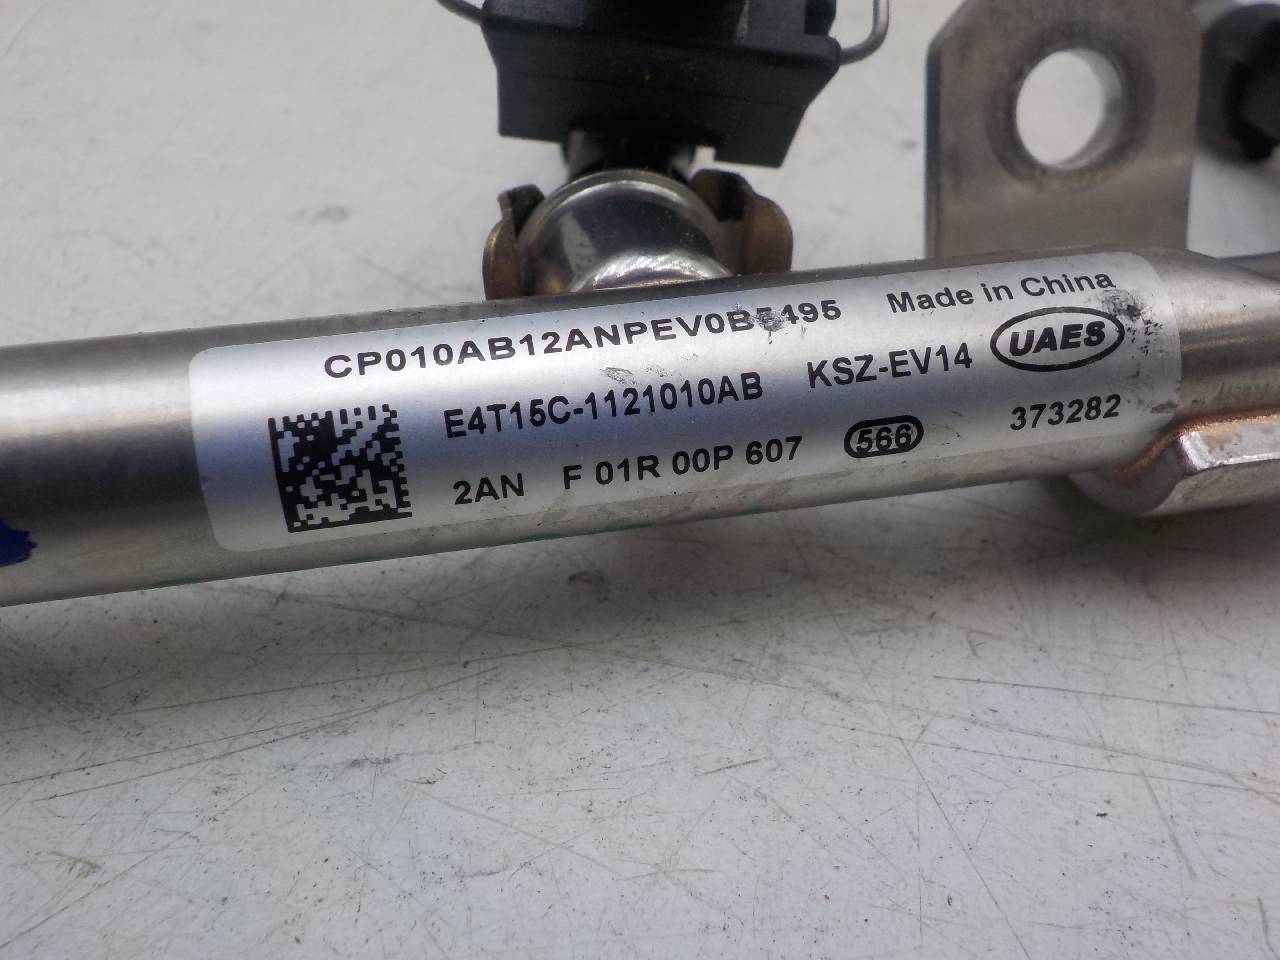 CP010AB12ANPEV0B5495 Made in China
E4T15C-1121010AB KSZ-EV14 UAES
2AN F 01R 00P 607 566 373282